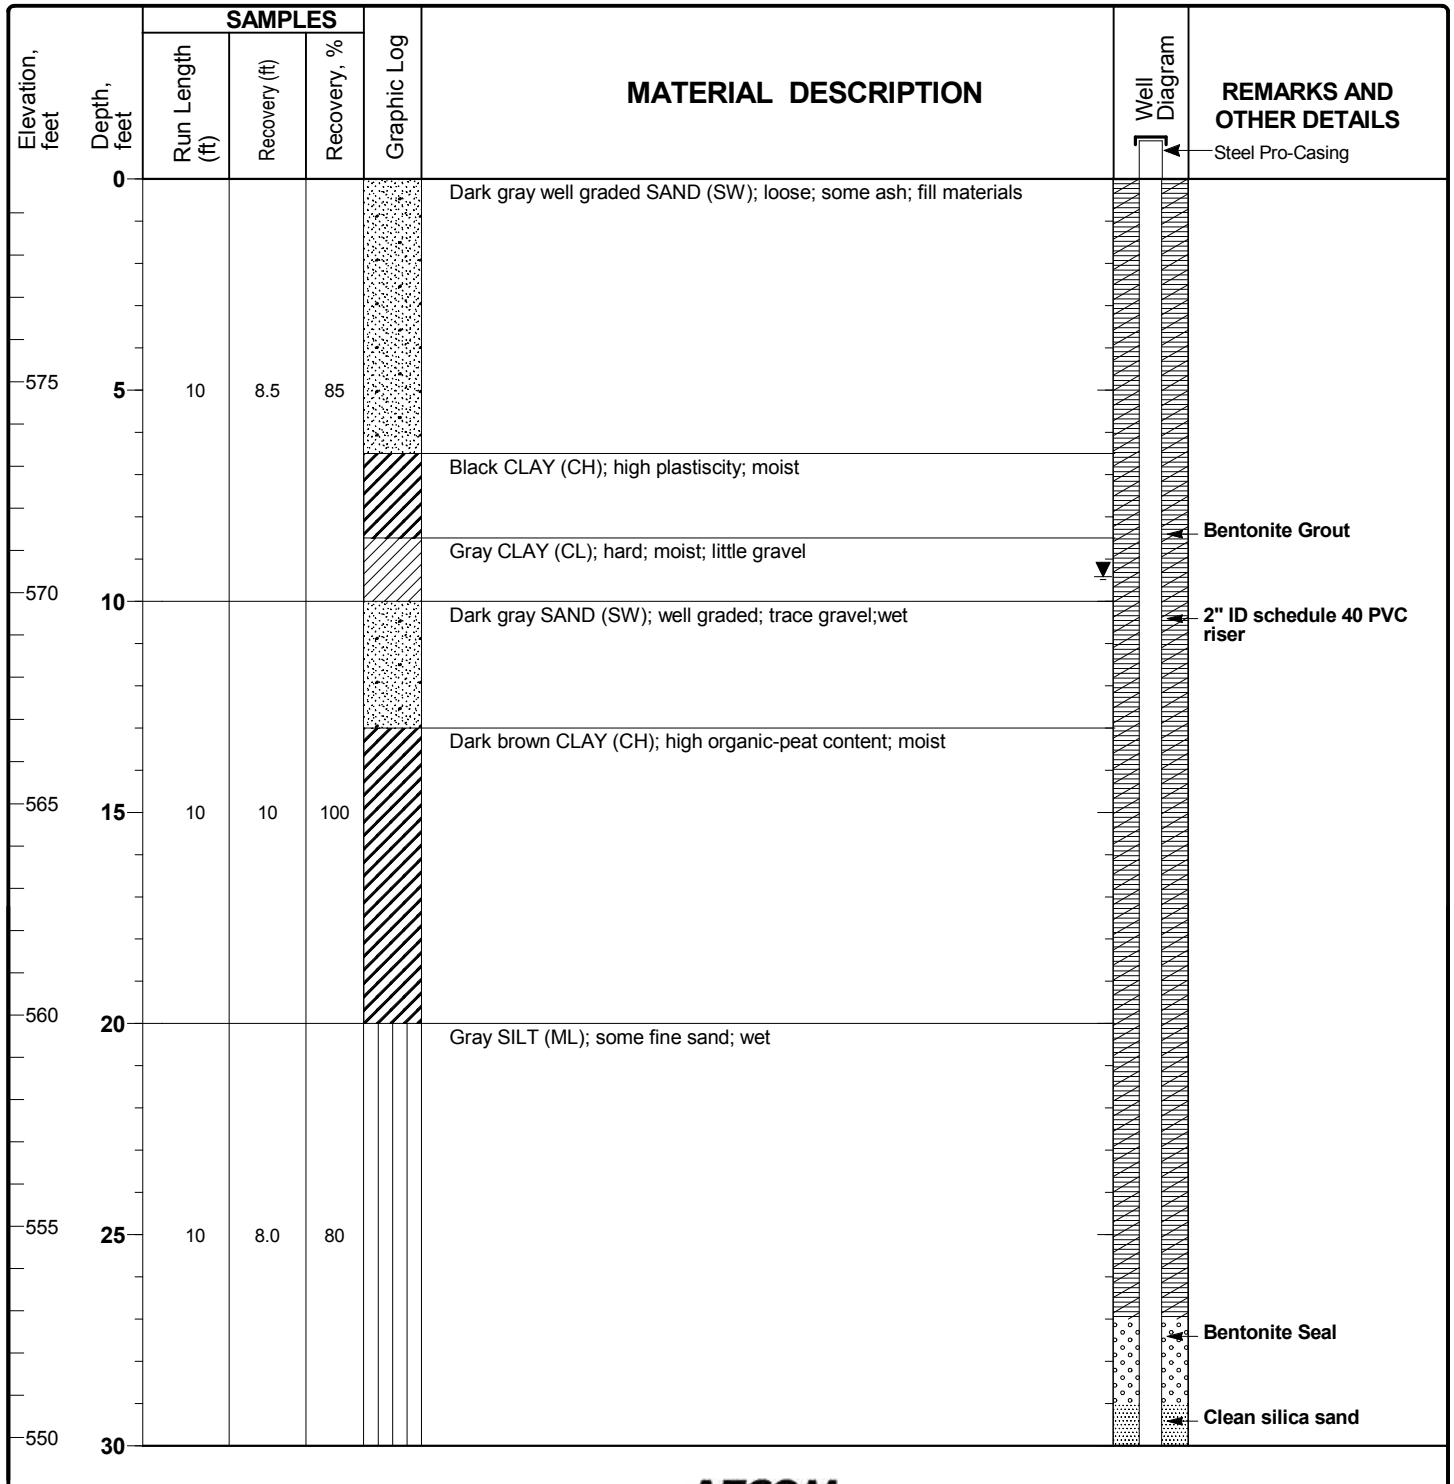 SAMPLES
Elevation,
feet
Depth,
feet
Run Length
(ft)
Recovery (ft)
Recovery, %
Graphic Log
MATERIAL DESCRIPTION
Well
Diagram
REMARKS AND
OTHER DETAILS
Steel Pro-Casing
0
Dark gray well graded SAND (SW); loose; some ash; fill materials
575
5
10
8.5
85
Black CLAY (CH); high plastiscity; moist
Bentonite Grout
Gray CLAY (CL); hard; moist; little gravel
570
10
Dark gray SAND (SW); well graded; trace gravel;wet
2" ID schedule 40 PVC
riser
Dark brown CLAY (CH); high organic-peat content; moist
565
15
10
10
100
560
20
Gray SILT (ML); some fine sand; wet
555
25
10
8.0
80
Bentonite Seal
Clean silica sand
550
30